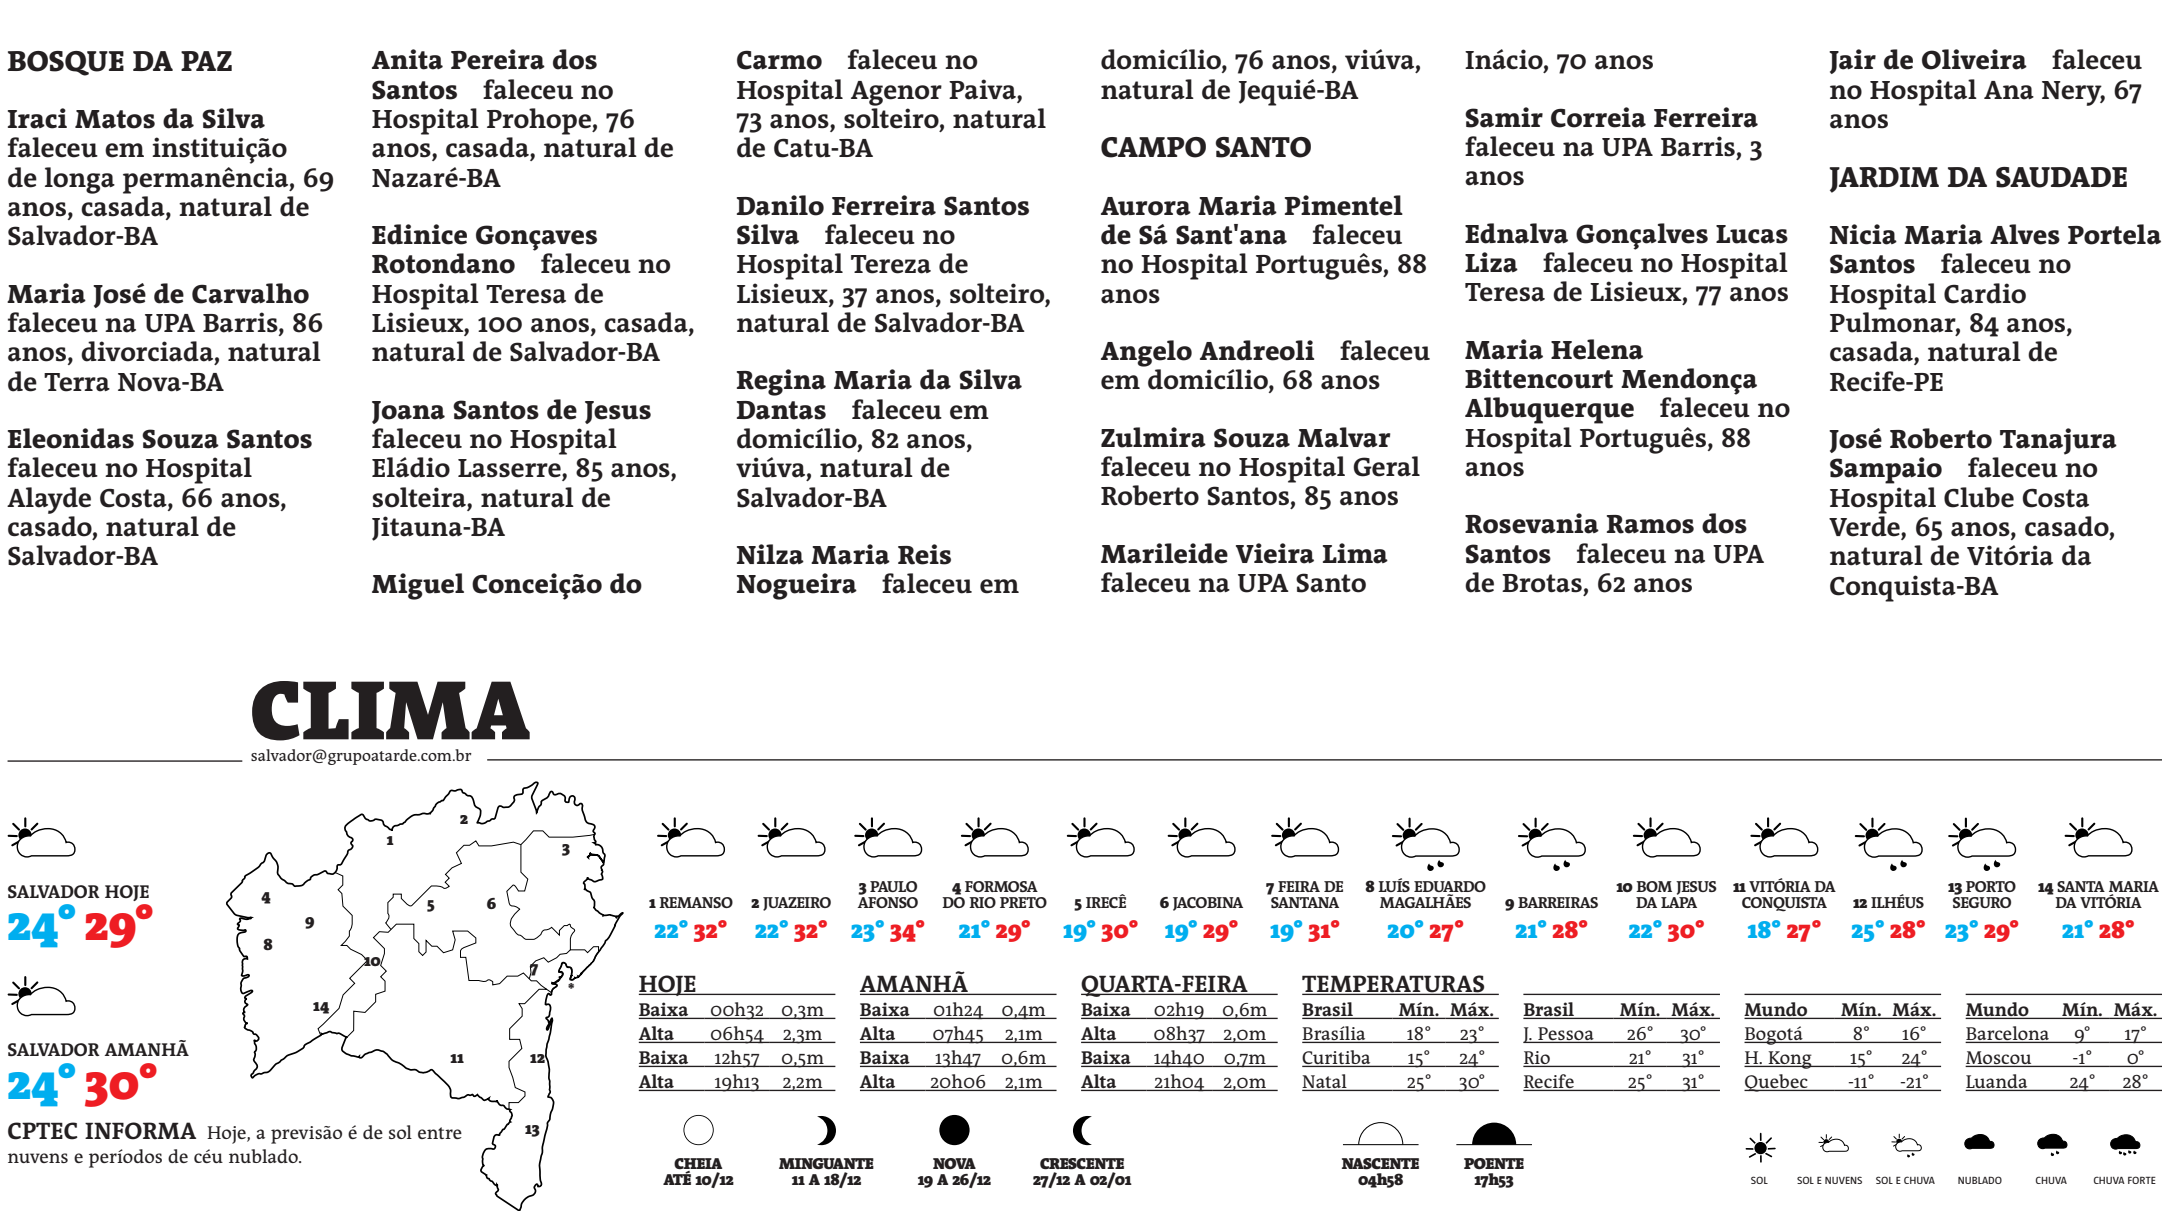 BOSQUE DA PAZ
Iraci Matos da Silva
faleceu em instituição
de longa permanência, 69
anos, casada, natural de
Salvador-BA
Maria José de Carvalho
faleceu na UPA Barris, 86
anos, divorciada, natural
de Terra Nova-BA
Eleonidas Souza Santos
faleceu no Hospital
Alayde Costa, 66 anos,
casado, natural de
Salvador-BA
Anita Pereira dos
Santos faleceu no
Hospital Prohope, 76
anos, casada, natural de
Nazaré-BA
Edinice Gonçaves
Rotondano faleceu no
Hospital Teresa de
Lisieux, 100 anos, casada,
natural de Salvador-BA
Joana Santos de Jesus
faleceu no Hospital
Eládio Lasserre, 85 anos,
solteira, natural de
Jitauna-BA
Miguel Conceição do
Carmo faleceu no
Hospital Agenor Paiva,
73 anos, solteiro, natural
de Catu-BA
Danilo Ferreira Santos
Silva faleceu no
Hospital Tereza de
Lisieux, 37 anos, solteiro,
natural de Salvador-BA
Regina Maria da Silva
Dantas faleceu em
domicílio, 82 anos,
viúva, natural de
Salvador-BA
Nilza Maria Reis
Nogueira faleceu em
domicílio, 76 anos, viúva,
natural de Jequié-BA
CAMPO SANTO
Aurora Maria Pimentel
de Sá Sant'ana faleceu
no Hospital Português, 88
anos
Angelo Andreoli faleceu
em domicílio, 68 anos
Zulmira Souza Malvar
faleceu no Hospital Geral
Roberto Santos, 85 anos
Marileide Vieira Lima
faleceu na UPA Santo
Inácio, 70 anos
Samir Correia Ferreira
faleceu na UPA Barris, 3
anos
Ednalva Gonçalves Lucas
Liza faleceu no Hospital
Teresa de Lisieux, 77 anos
Maria Helena
Bittencourt Mendonça
Albuquerque faleceu no
Hospital Português, 88
anos
Rosevania Ramos dos
Santos faleceu na UPA
de Brotas, 62 anos
Jair de Oliveira faleceu
no Hospital Ana Nery, 67
anos
JARDIM DA SAUDADE
Nicia Maria Alves Portela
Santos faleceu no
Hospital Cardio
Pulmonar, 84 anos,
casada, natural de
Recife-PE
José Roberto Tanajura
Sampaio faleceu no
Hospital Clube Costa
Verde, 65 anos, casado,
natural de Vitória da
Conquista-BA
CLIMA
salvador@grupoatarde.com.br
SALVADOR HOJE
24° 29°
SALVADOR AMANHÃ
24° 30°
CPTEC INFORMA Hoje, a previsão é de sol entre
nuvens e períodos de céu nublado.
1
2
3
4
5
6
9
8
10
7
*
14
11
12
13
1 REMANSO
22° 32°
2 JUAZEIRO
22° 32°
3 PAULO
AFONSO
23° 34°
4 FORMOSA
DO RIO PRETO
21° 29°
5 IRECÊ
19° 30°
6 JACOBINA
19° 29°
7 FEIRA DE
SANTANA
19° 31°
8 LUÍS EDUARDO
MAGALHÃES
20° 27°
9 BARREIRAS
21° 28°
10 BOM JESUS
DA LAPA
22° 30°
11 VITÓRIA DA
CONQUISTA
18° 27°
12 ILHÉUS
25° 28°
13 PORTO
SEGURO
23° 29°
14 SANTA MARIA
DA VITÓRIA
21° 28°
HOJE
Baixa 00h32 0,3m
Alta 06h54 2,3m
Baixa 12h57 0,5m
Alta 19h13 2,2m
AMANHÃ
Baixa 01h24 0,4m
Alta 07h45 2,1m
Baixa 13h47 0,6m
Alta 20h06 2,1m
QUARTA-FEIRA
Baixa 02h19 0,6m
Alta 08h37 2,0m
Baixa 14h40 0,7m
Alta 21h04 2,0m
TEMPERATURAS
Brasil Mín. Máx.
Brasília 18° 23°
Curitiba 15° 24°
Natal 25° 30°
Brasil Mín. Máx.
J. Pessoa 26° 30°
Rio 21° 31°
Recife 25° 31°
Mundo Mín. Máx.
Bogotá 8° 16°
H. Kong 15° 24°
Quebec -11° -21°
Mundo Mín. Máx.
Barcelona 9° 17°
Moscou -1° 0°
Luanda 24° 28°
CHEIA
ATÉ 10/12
MINGUANTE
11 A 18/12
NOVA
19 A 26/12
CRESCENTE
27/12 A 02/01
NASCENTE
04h58
POENTE
17h53
SOL
SOL E NUVENS
SOL E CHUVA
NUBLADO
CHUVA
CHUVA FORTE